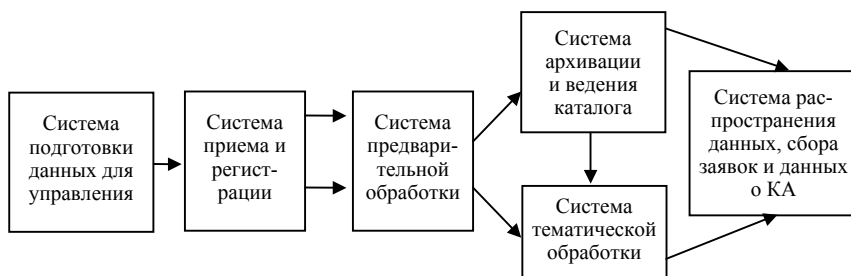 Система
подготовки
данных для
управления
Система
приема и
регист-
рации
Система
предвари-
тельной
обработки
Система
архивации
и ведения
каталога
Система
тематической
обработки
Система рас-
пространения
данных, сбора
заявок и данных
о КА